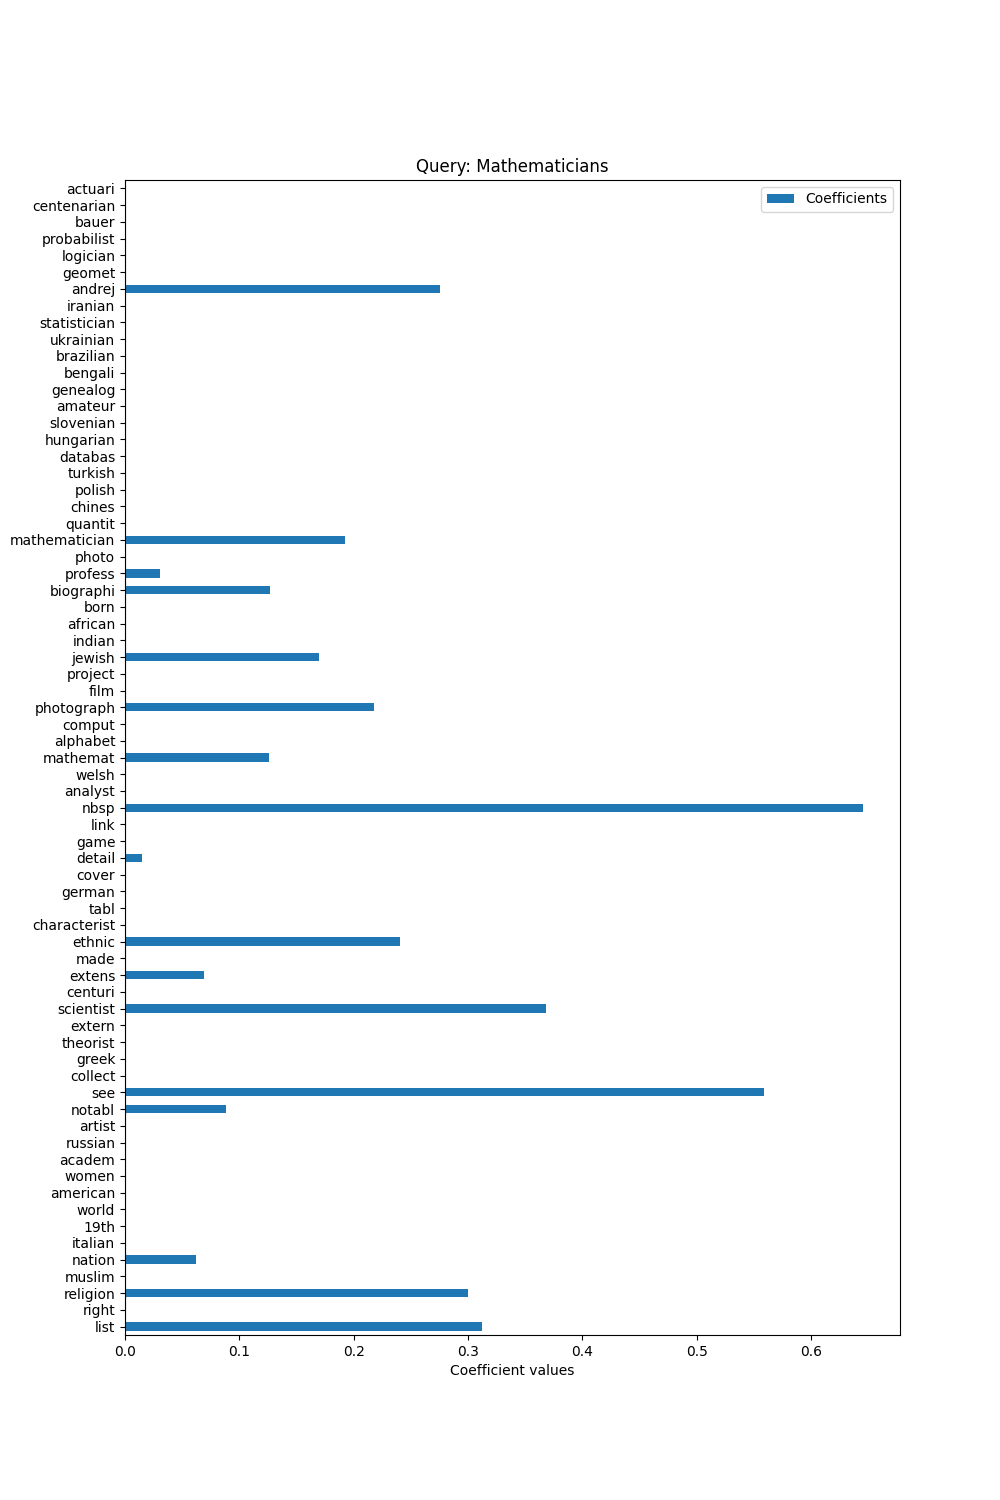 Query: Mathematicians
Coefficients
actuari
centenarian
bauer
probabilist
logician
geomet
andrej
iranian
statistician
ukrainian
brazilian
bengali
genealog
amateur
slovenian
hungarian
databas
turkish
polish
chines
quantit
mathematician
photo
profess
biographi
born
african
indian
jewish
project
film
photograph
comput
alphabet
mathemat
welsh
analyst
nbsp
link
game
detail
cover
german
tabl
characterist
ethnic
made
extens
centuri
scientist
extern
theorist
greek
collect
see
notabl
artist
russian
academ
women
american
world
19th
italian
nation
muslim
religion
right
list
0.0 0.1 0.2 0.3 0.4 0.5 0.6
Coefficient values